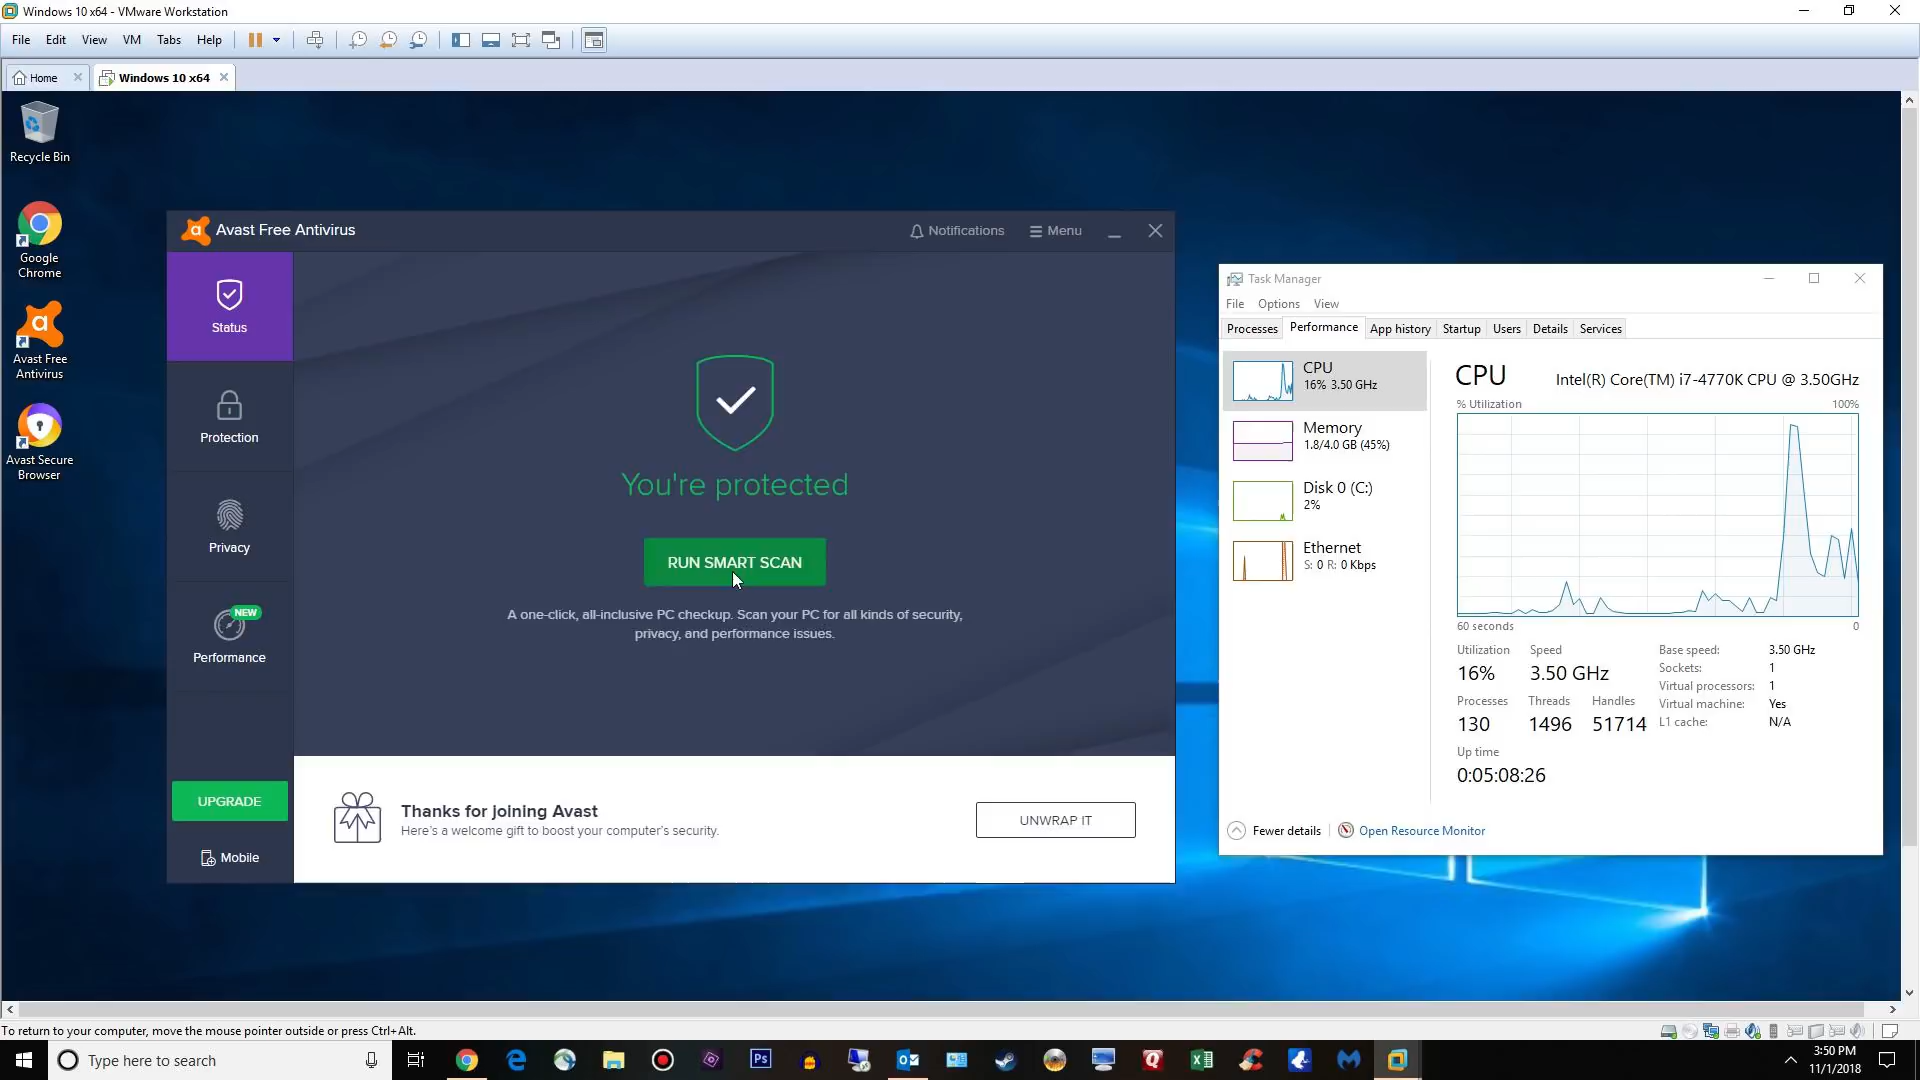 Windows 10 x64 - VMware Workstation
File Edit View VM Tabs Help
Home
Windows 10 x64
Recycle Bin
Google
Chrome
Avast Free
Antivirus
Avast Secure
Browser
Avast Free Antivirus
Notifications
Menu
Status
Protection
Privacy
NEW
Performance
UPGRADE
Mobile
You're protected
RUN SMART SCAN
A one-click, all-inclusive PC checkup. Scan your PC for all kinds of security,
privacy, and performance issues.
Thanks for joining Avast
Here's a welcome gift to boost your computer's security.
UNWRAP IT
Task Manager
File Options View
Processes Performance App history Startup Users Details Services
CPU
16% 3.50 GHz
Memory
1.8/4.0 GB (45%)
Disk 0 (C:)
2%
Ethernet
S: 0 R: 0 Kbps
CPU Intel(R) Core(TM) i7-4770K CPU @ 3.50GHz
% Utilization 100%
60 seconds 0
Utilization Speed
16% 3.50 GHz
Processes Threads Handles
130 1496 51714
Up time
0:05:08:26
Base speed: 3.50 GHz
Sockets: 1
Virtual processors: 1
Virtual machine: Yes
L1 cache: N/A
Fewer details
Open Resource Monitor
To return to your computer, move the mouse pointer outside or press Ctrl+Alt.
Type here to search
Ps
3:50 PM
11/1/2018